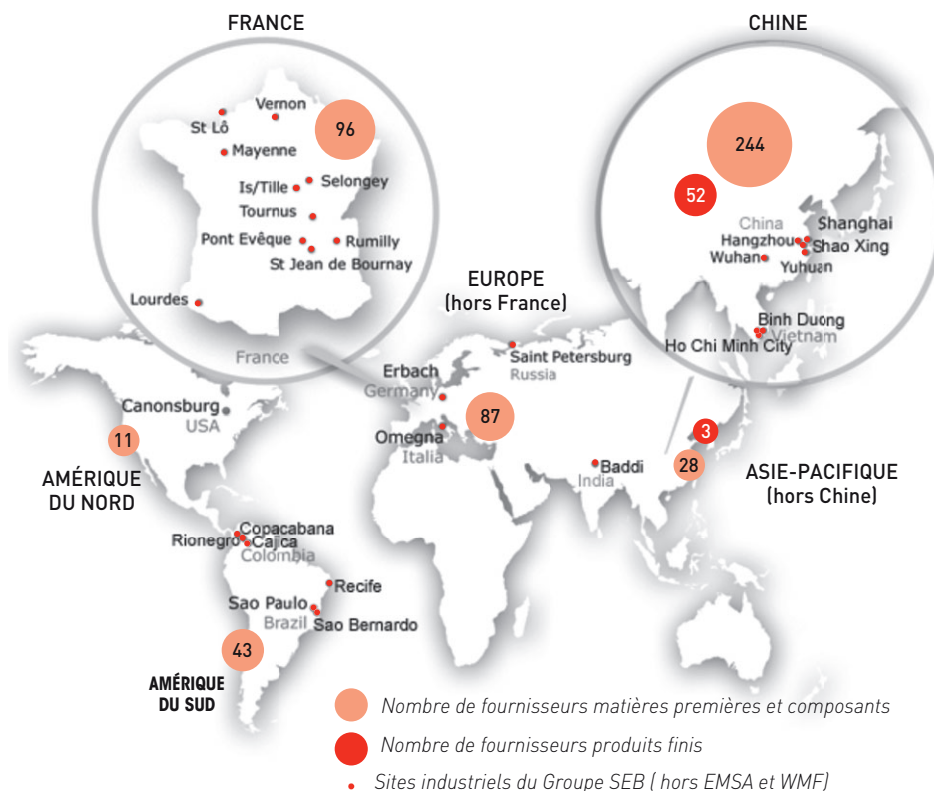 FRANCE
Vernon
St Lô
96
Mayenne
Is/Tille
Selongey
Tournus
Pont Evêque
Rumilly
St Jean de Bournay
Lourdes
France
CHINE
244
52
China
Shanghai
Hangzhou
Shao Xing
Wuhan
Yuhuan
Binh Duong
Vietnam
Ho Chi Minh City
EUROPE
(hors France)
Saint Petersburg
Russia
Erbach
Germany
87
Omegna
Italia
Canonsburg
USA
11
AMÉRIQUE
DU NORD
3
28
Baddi
India
ASIE-PACIFIQUE
(hors Chine)
Copacabana
Rionegro
Cajica
Colombia
Recife
Sao Paulo
Brazil
Sao Bernardo
43
AMÉRIQUE
DU SUD
Nombre de fournisseurs matières premières et composants
Nombre de fournisseurs produits finis
Sites industriels du Groupe SEB ( hors EMSA et WMF)